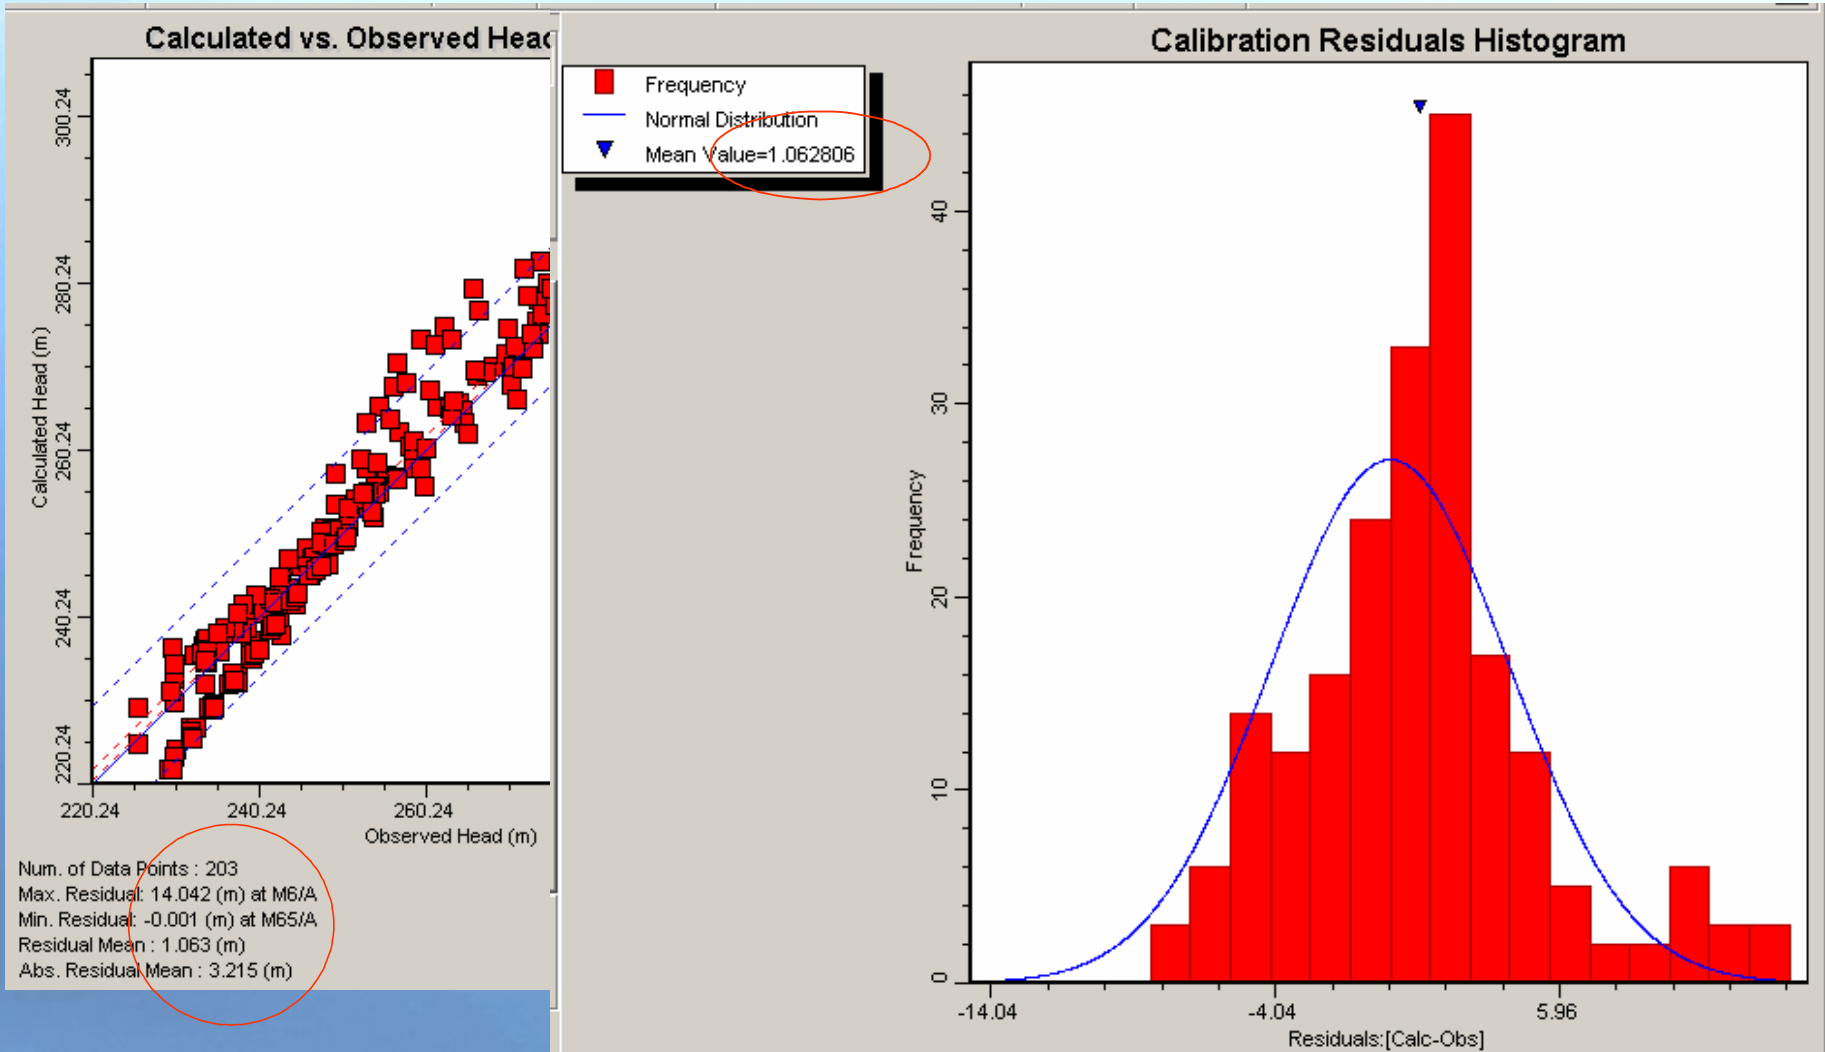 Calculated vs. Observed Head
300.24
280.24
260.24
240.24
220.24
Calculated Head (m)
220.24
240.24
260.24
Observed Head (m)
Num. of Data Points : 203
Max. Residual: 14.042 (m) at M6/A
Min. Residual: -0.001 (m) at M65/A
Residual Mean : 1.063 (m)
Abs. Residual Mean : 3.215 (m)
Frequency
Normal Distribution
Mean Value=1.062806
Calibration Residuals Histogram
40
30
20
10
0
Frequency
-14.04
-4.04
5.96
Residuals:[Calc-Obs]